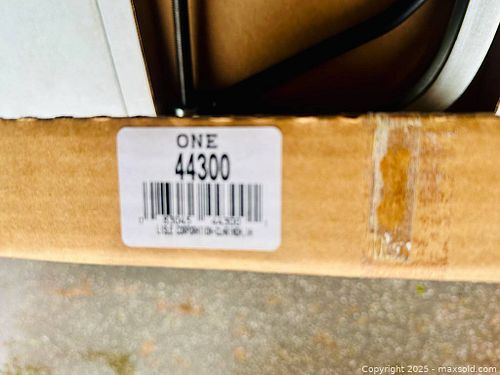 ONE
44300
LISLE CORPORATION-CLARINDA, IA
Copyright 2025 - maxsold.com